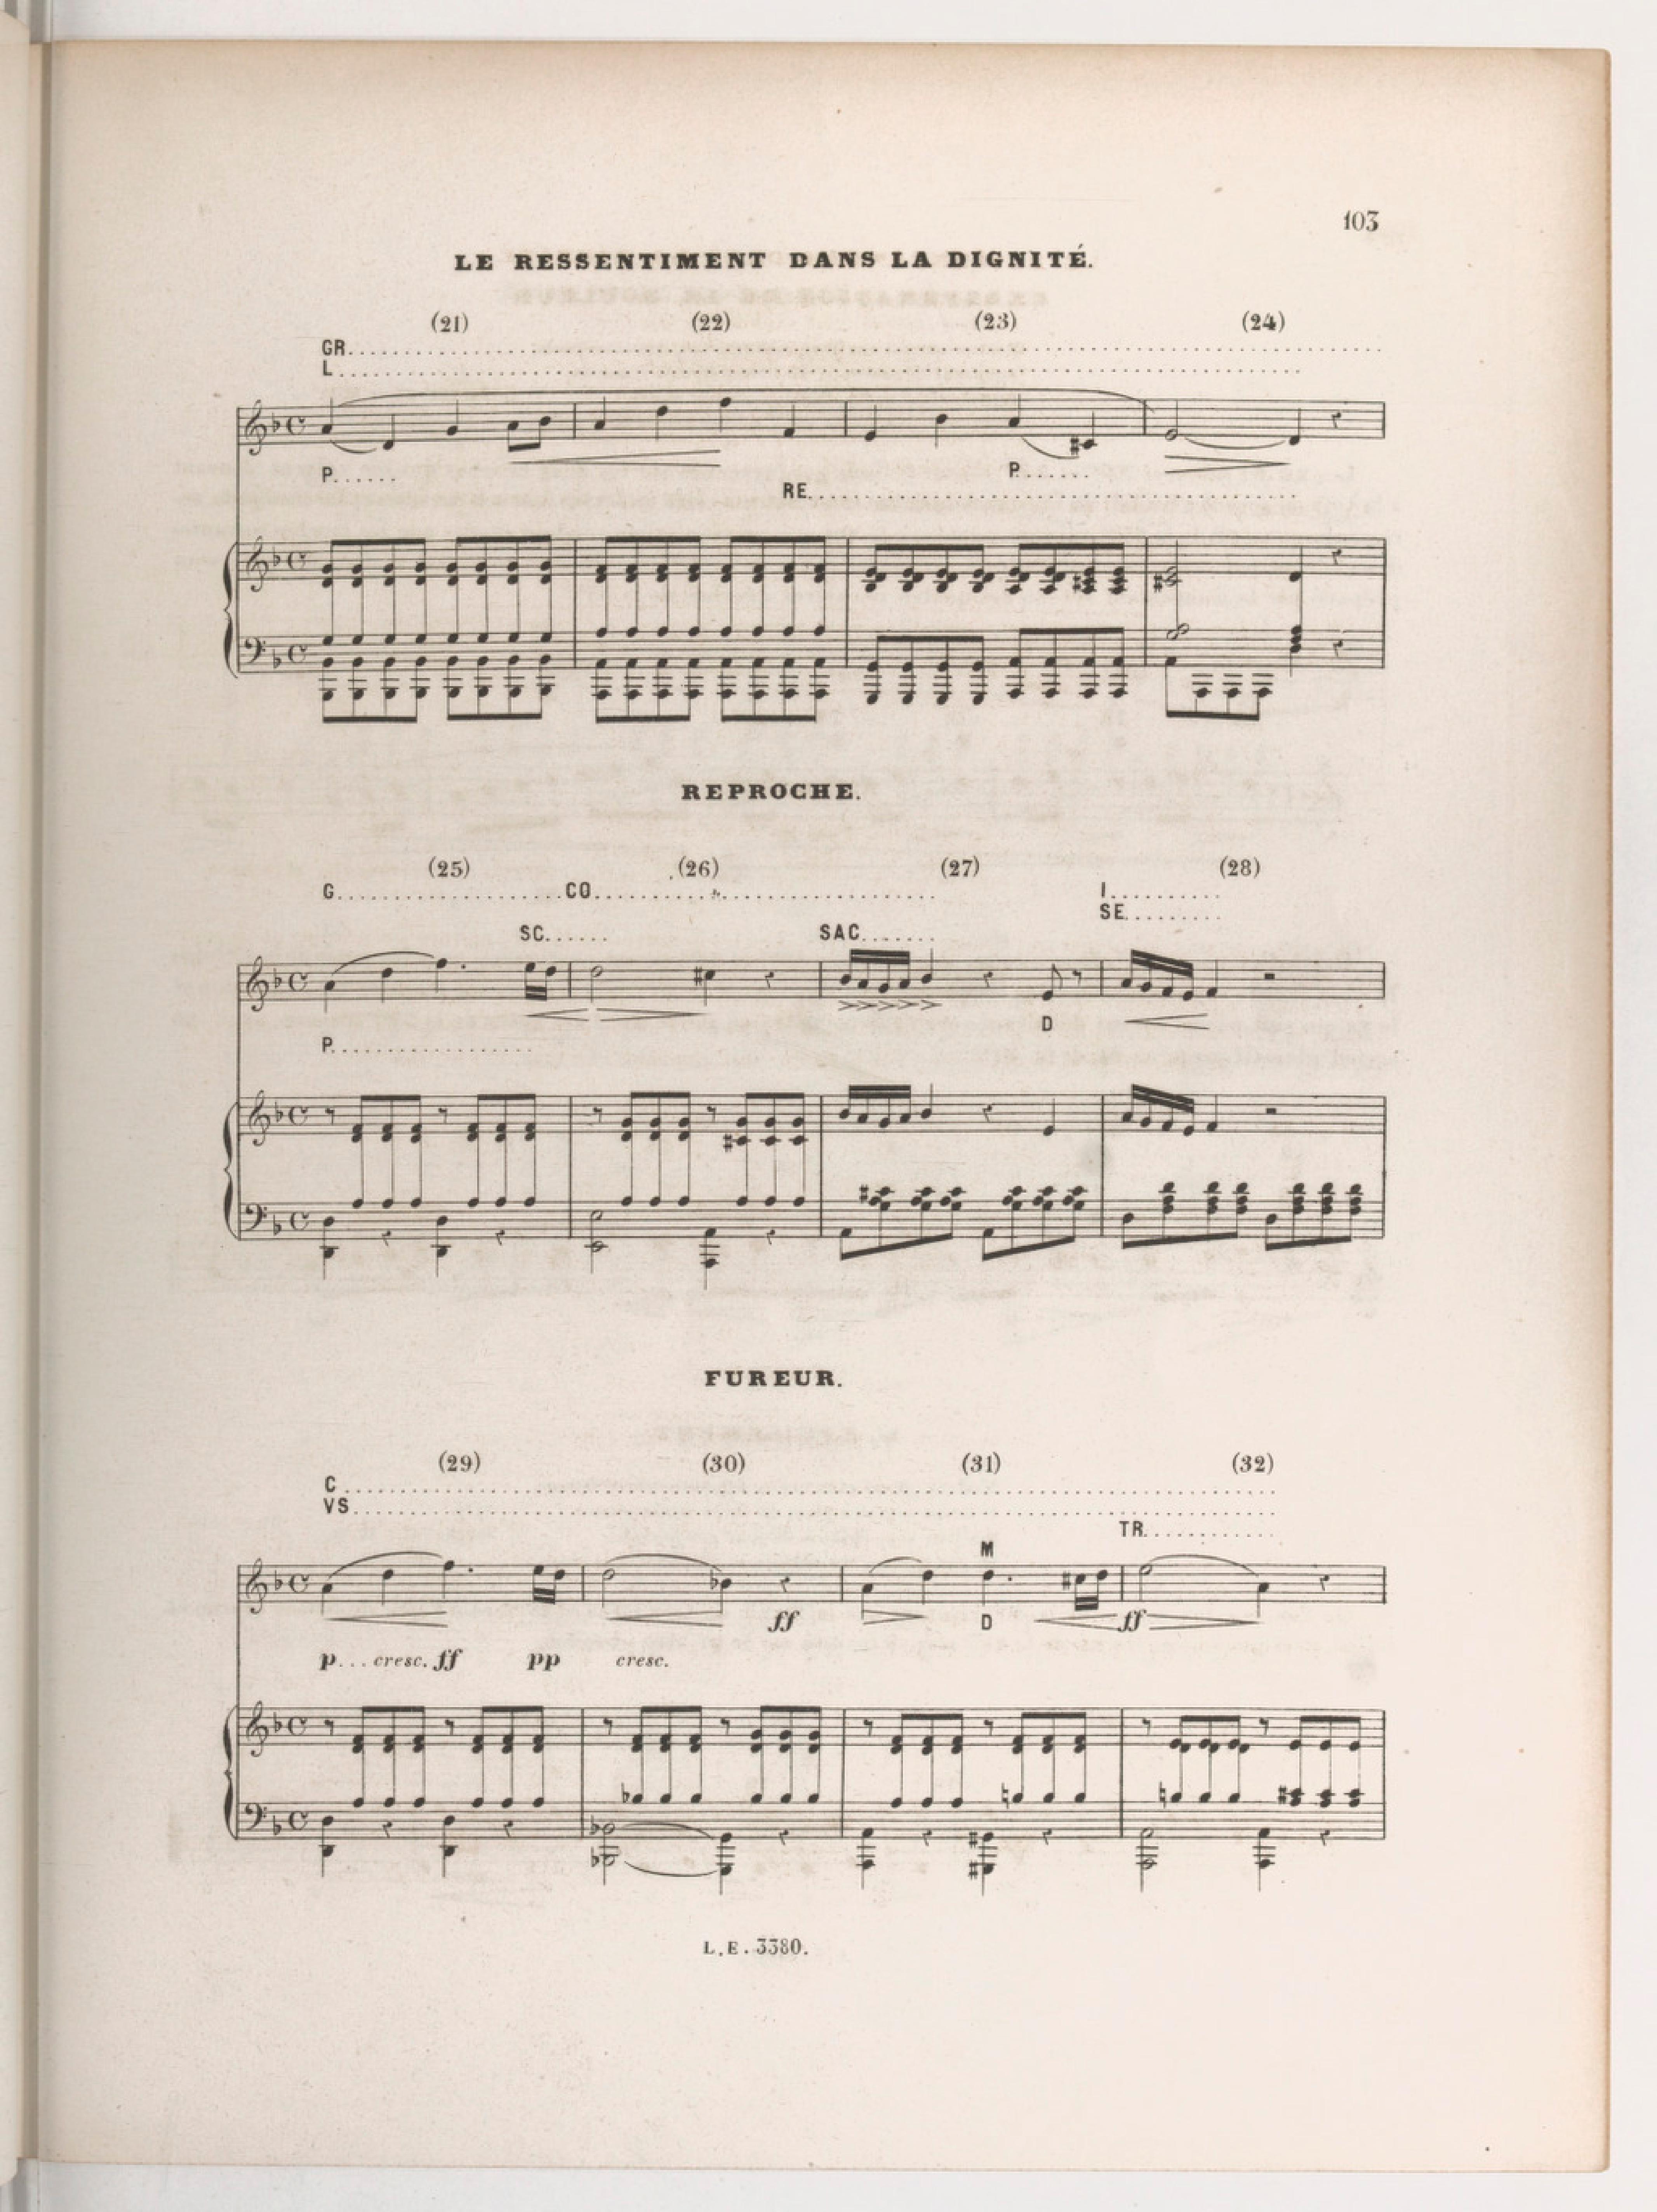 103
LE RESSENTIMENT DANS LA DIGNITÉ.
(21) (22) (23) (24)
GR.
L.
P. P.
RE.
REPROCHE.
(25) (26) (27) (28)
G. CO. I.
SE.
SC. SAC.
D
P.
FUREUR.
(29) (30) (31) (32)
C
VS.
TR.
M
ff D ff
p... cresc. ff pp cresc.
L.E. 3380.